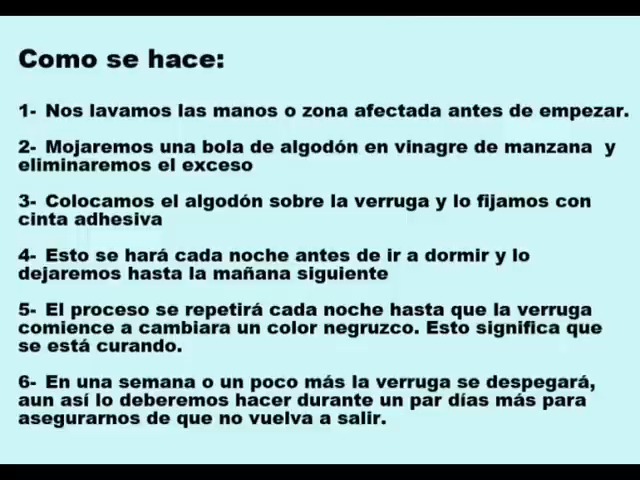 Como se hace:
1- Nos lavamos las manos o zona afectada antes de empezar.
2- Mojaremos una bola de algodón en vinagre de manzana y
eliminaremos el exceso
3- Colocamos el algodón sobre la verruga y lo fijamos con
cinta adhesiva
4- Esto se hará cada noche antes de ir a dormir y lo
dejaremos hasta la mañana siguiente
5- El proceso se repetirá cada noche hasta que la verruga
comience a cambiara un color negruzco. Esto significa que
se está curando.
6- En una semana o un poco más la verruga se despegará,
aun así lo deberemos hacer durante un par días más para
asegurarnos de que no vuelva a salir.